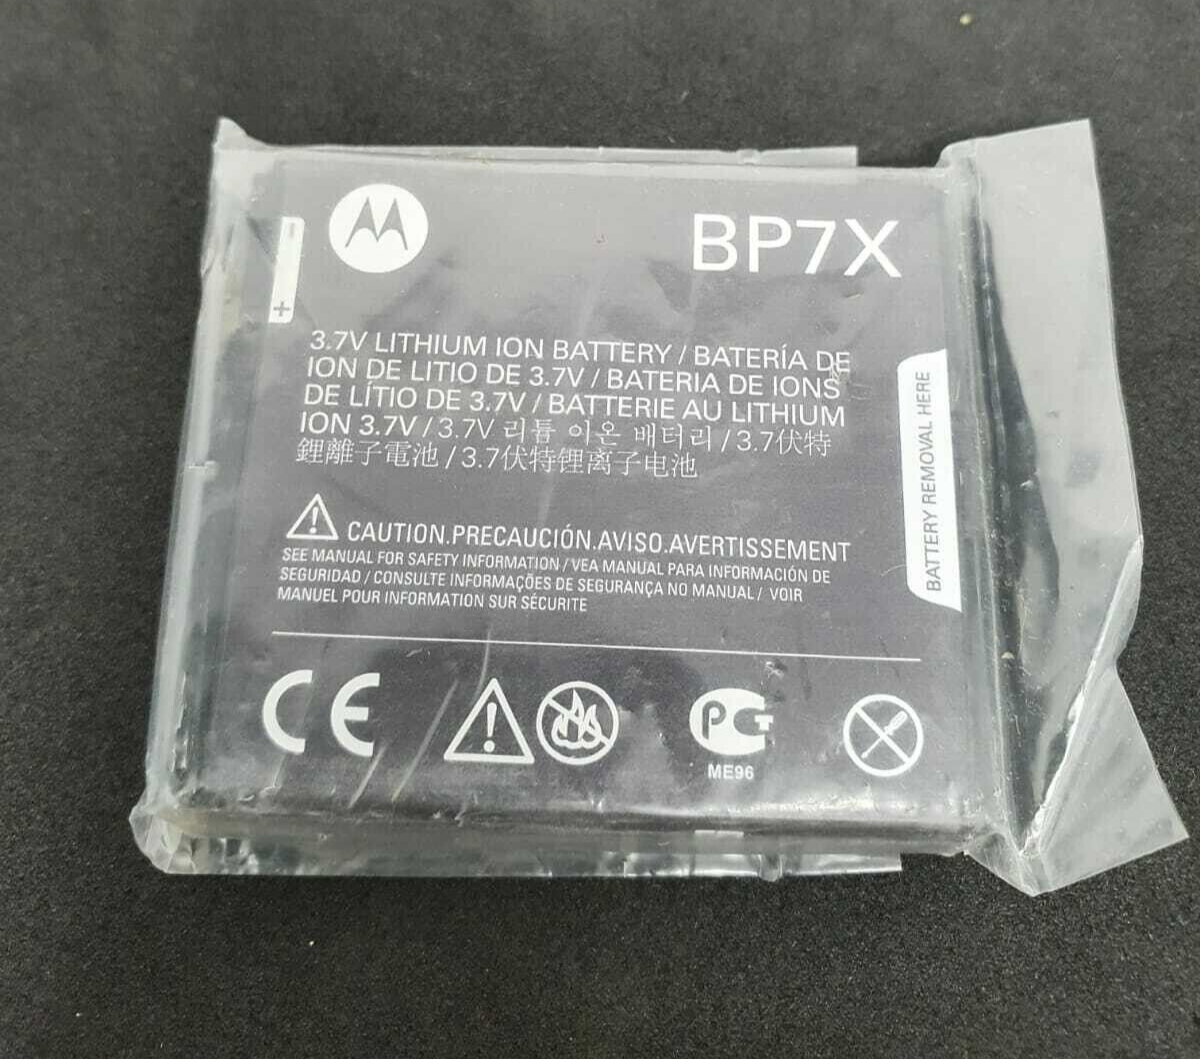 BP7X
- +
3.7V LITHIUM ION BATTERY / BATERÍA DE
ION DE LITIO DE 3.7V / BATERIA DE IONS
DE LÍTIO DE 3.7V / BATTERIE AU LITHIUM
ION 3.7V / 3.7V 리튬 이온 배터리 / 3.7伏特
鋰離子電池 / 3.7伏特锂离子电池
BATTERY REMOVAL HERE
CAUTION.PRECAUCIÓN.AVISO.AVERTISSEMENT
SEE MANUAL FOR SAFETY INFORMATION / VEA MANUAL PARA INFORMACIÓN DE
SEGURIDAD / CONSULTE INFORMAÇÕES DE SEGURANÇA NO MANUAL / VOIR
MANUEL POUR INFORMATION SUR SÉCURITE
CE
PCT
ME96